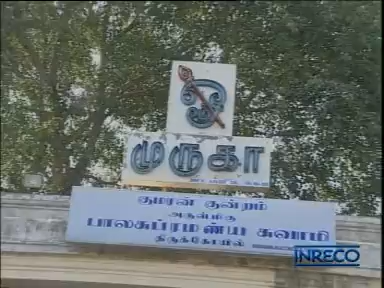 ஓ
முருகா
குமரன் குன்றம்
அருள்மிகு
பாலசுப்ரமண்ய சுவாமி
திருக்கோயில்
INRECO